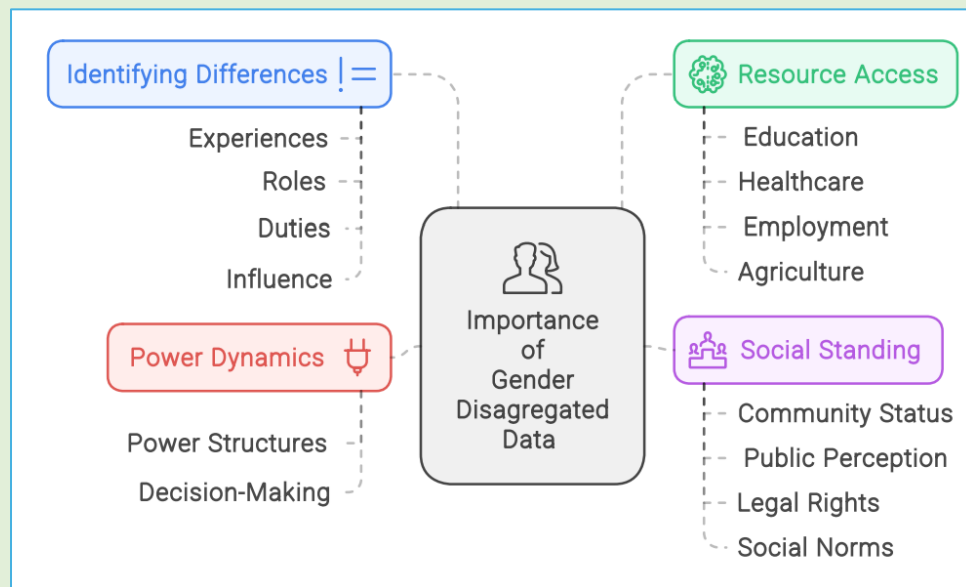 Identifying Differences
Experiences
Roles
Duties
Influence
Power Dynamics
Power Structures
Decision-Making
Importance
of
Gender
Disagregated
Data
Resource Access
Education
Healthcare
Employment
Agriculture
Social Standing
Community Status
Public Perception
Legal Rights
Social Norms